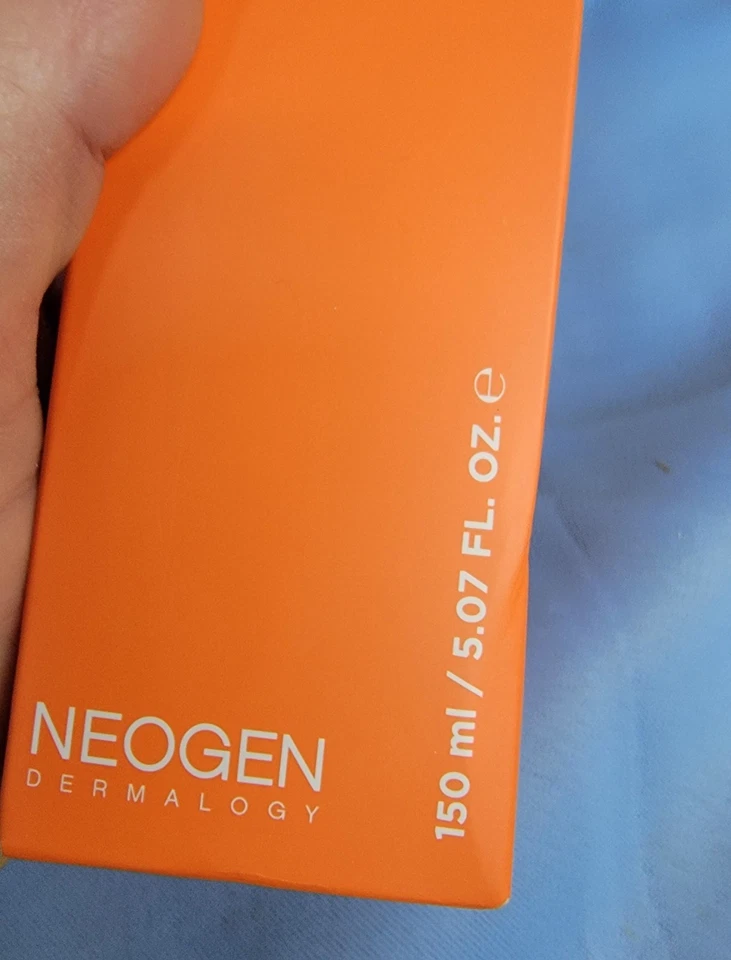 NEOGEN
DERMALOGY
150 ml / 5.07 FL. OZ. ℮